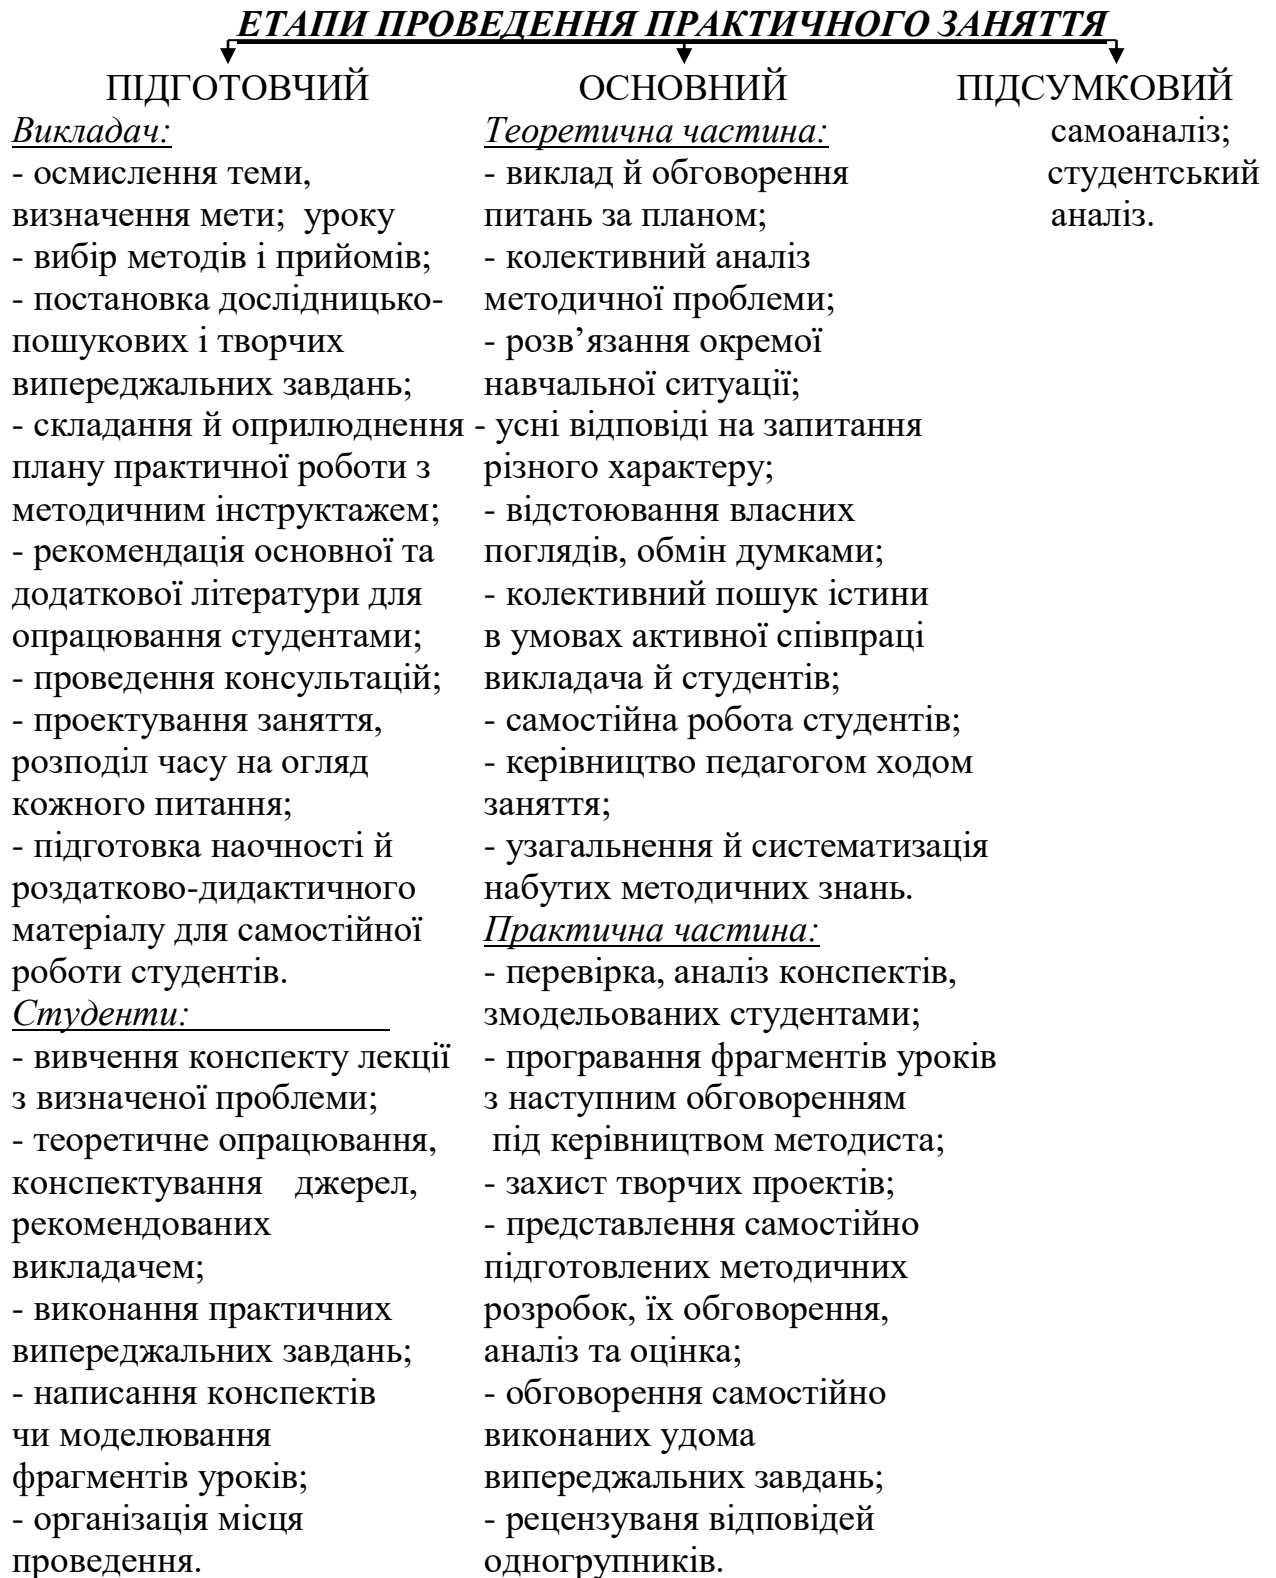 ЕТАПИ ПРОВЕДЕННЯ ПРАКТИЧНОГО ЗАНЯТТЯ
ПІДГОТОВЧИЙ
Викладач:
- осмислення теми,
визначення мети; уроку
- вибір методів і прийомів;
- постановка дослідницько-
пошукових і творчих
випереджальних завдань;
- складання й оприлюднення
плану практичної роботи з
методичним інструктажем;
- рекомендація основної та
додаткової літератури для
опрацювання студентами;
- проведення консультацій;
- проектування заняття,
розподіл часу на огляд
кожного питання;
- підготовка наочності й
роздатково-дидактичного
матеріалу для самостійної
роботи студентів.
Студенти:
- вивчення конспекту лекції
з визначеної проблеми;
- теоретичне опрацювання,
конспектування джерел,
рекомендованих
викладачем;
- виконання практичних
випереджальних завдань;
- написання конспектів
чи моделювання
фрагментів уроків;
- організація місця
проведення.
ОСНОВНИЙ
Теоретична частина:
- виклад й обговорення
питань за планом;
- колективний аналіз
методичної проблеми;
- розв’язання окремої
навчальної ситуації;
- усні відповіді на запитання
різного характеру;
- відстоювання власних
поглядів, обмін думками;
- колективний пошук істини
в умовах активної співпраці
викладача й студентів;
- самостійна робота студентів;
- керівництво педагогом ходом
заняття;
- узагальнення й систематизація
набутих методичних знань.
Практична частина:
- перевірка, аналіз конспектів,
змодельованих студентами;
- програвання фрагментів уроків
з наступним обговоренням
під керівництвом методиста;
- захист творчих проектів;
- представлення самостійно
підготовлених методичних
розробок, їх обговорення,
аналіз та оцінка;
- обговорення самостійно
виконаних удома
випереджальних завдань;
- рецензуваня відповідей
одногрупників.
ПІДСУМКОВИЙ
самоаналіз;
студентський
аналіз.